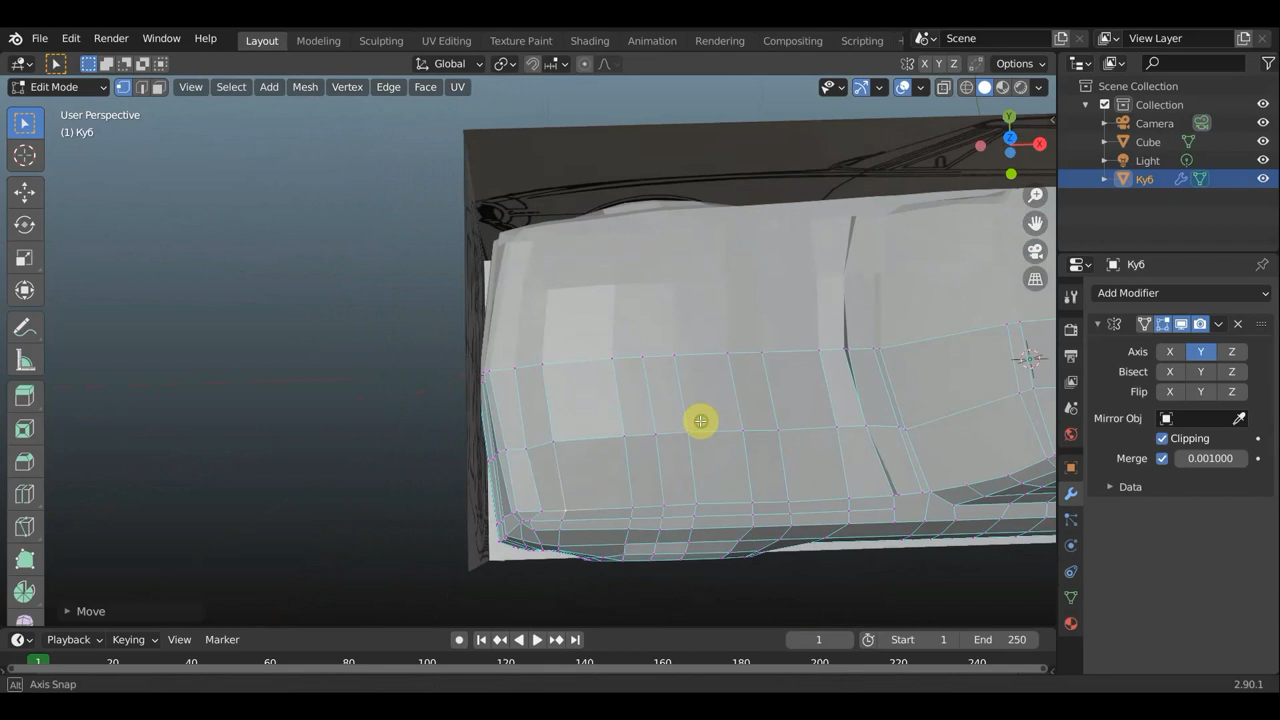 File Edit Render Window Help Layout Modeling Sculpting UV Editing Texture Paint Shading Animation Rendering Compositing Scripting Scene View Layer
Global X Y Z Options
Edit Mode View Select Add Mesh Vertex Edge Face UV
User Perspective
(1) Куб
Y
Z
X
Scene Collection
Collection
Camera
Cube
Light
Куб
Куб
Add Modifier
Axis X Y Z
Bisect X Y Z
Flip X Y Z
Mirror Obj
Clipping
Merge 0.001000
Data
Move
Playback Keying View Marker 1 Start 1 End 250
1 20 40 60 80 100 120 140 160 180 200 220 240
Alt Axis Snap 2.90.1